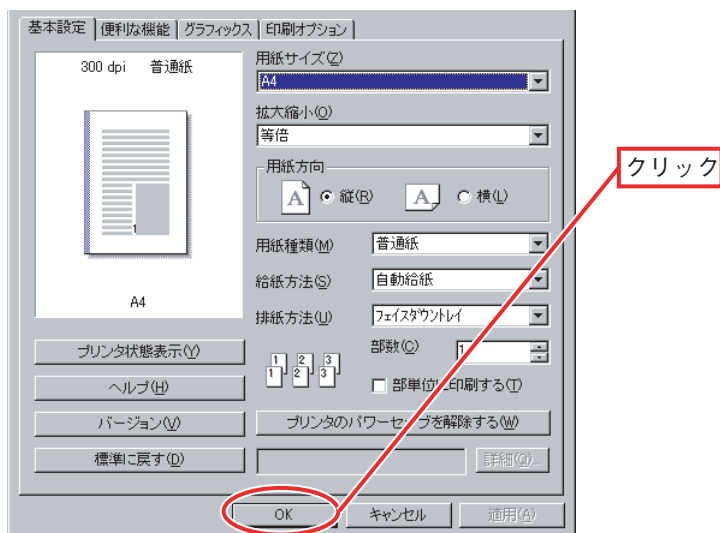 基本設定 便利な機能 グラフィックス 印刷オプション
300 dpi 普通紙
A4
用紙サイズ(Z)
A4
拡大縮小(O)
等倍
用紙方向
縦(R) 横(L)
用紙種類(M) 普通紙
給紙方法(S) 自動給紙
排紙方法(U) フェイスダウントレイ
部数(C) 1
部単位に印刷する(T)
プリンタ状態表示(Y)
ヘルプ(H)
バージョン(V)
標準に戻す(D)
プリンタのパワーセーブを解除する(W)
詳細(Q)...
OK キャンセル 適用(A)
クリック